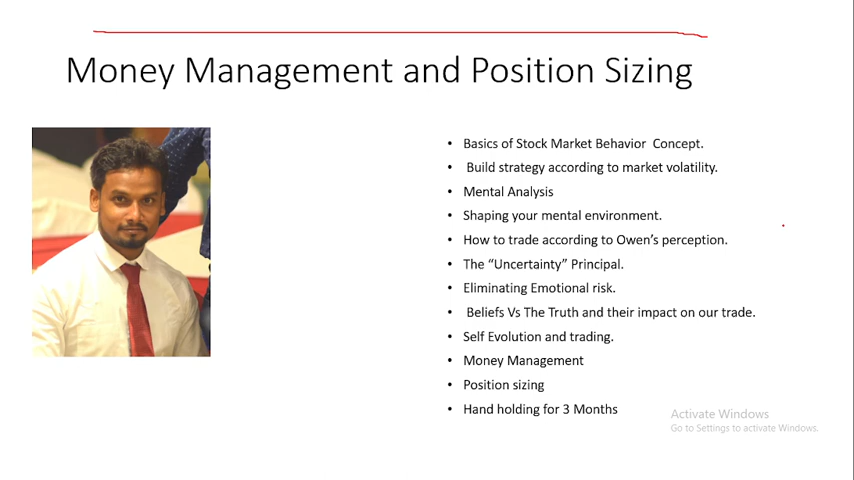 Money Management and Position Sizing
• Basics of Stock Market Behavior Concept.
• Build strategy according to market volatility.
• Mental Analysis
• Shaping your mental environment.
• How to trade according to Owen’s perception.
• The “Uncertainty” Principal.
• Eliminating Emotional risk.
• Beliefs Vs The Truth and their impact on our trade.
• Self Evolution and trading.
• Money Management
• Position sizing
• Hand holding for 3 Months
Activate Windows
Go to Settings to activate Windows.